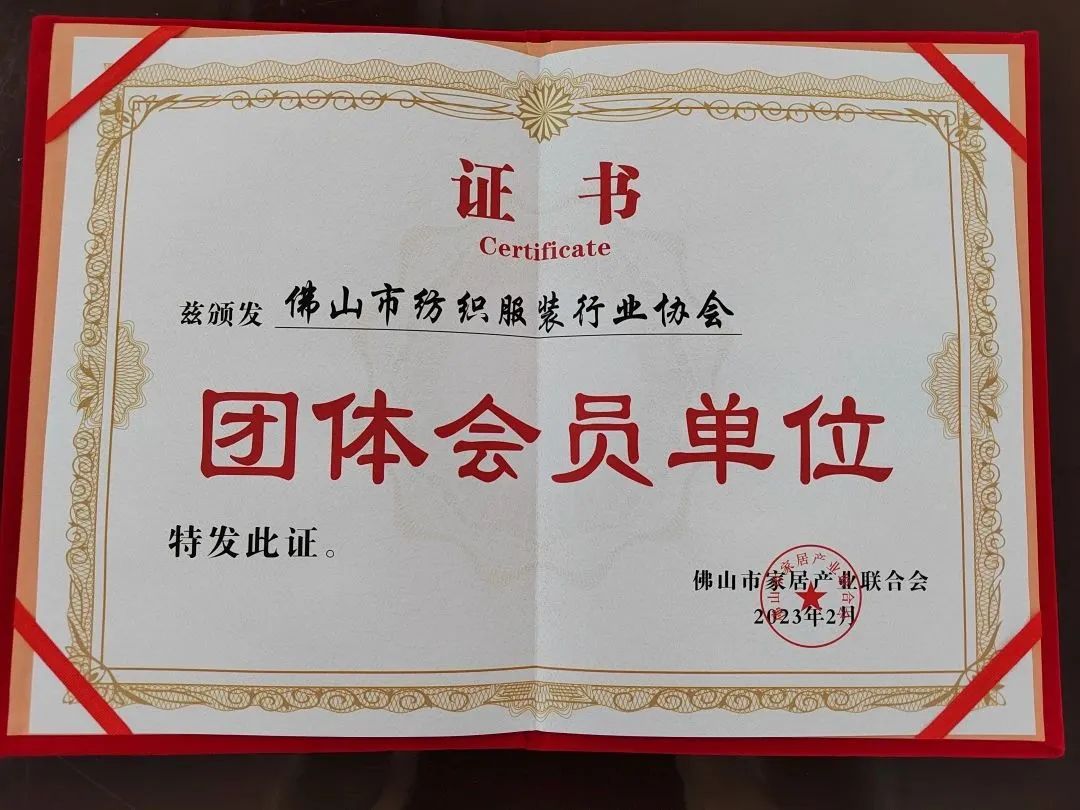 证书
Certificate
兹颁发 佛山市纺织服装行业协会
团体会员单位
特发此证。
佛山市家居产业联合会
2023年2月